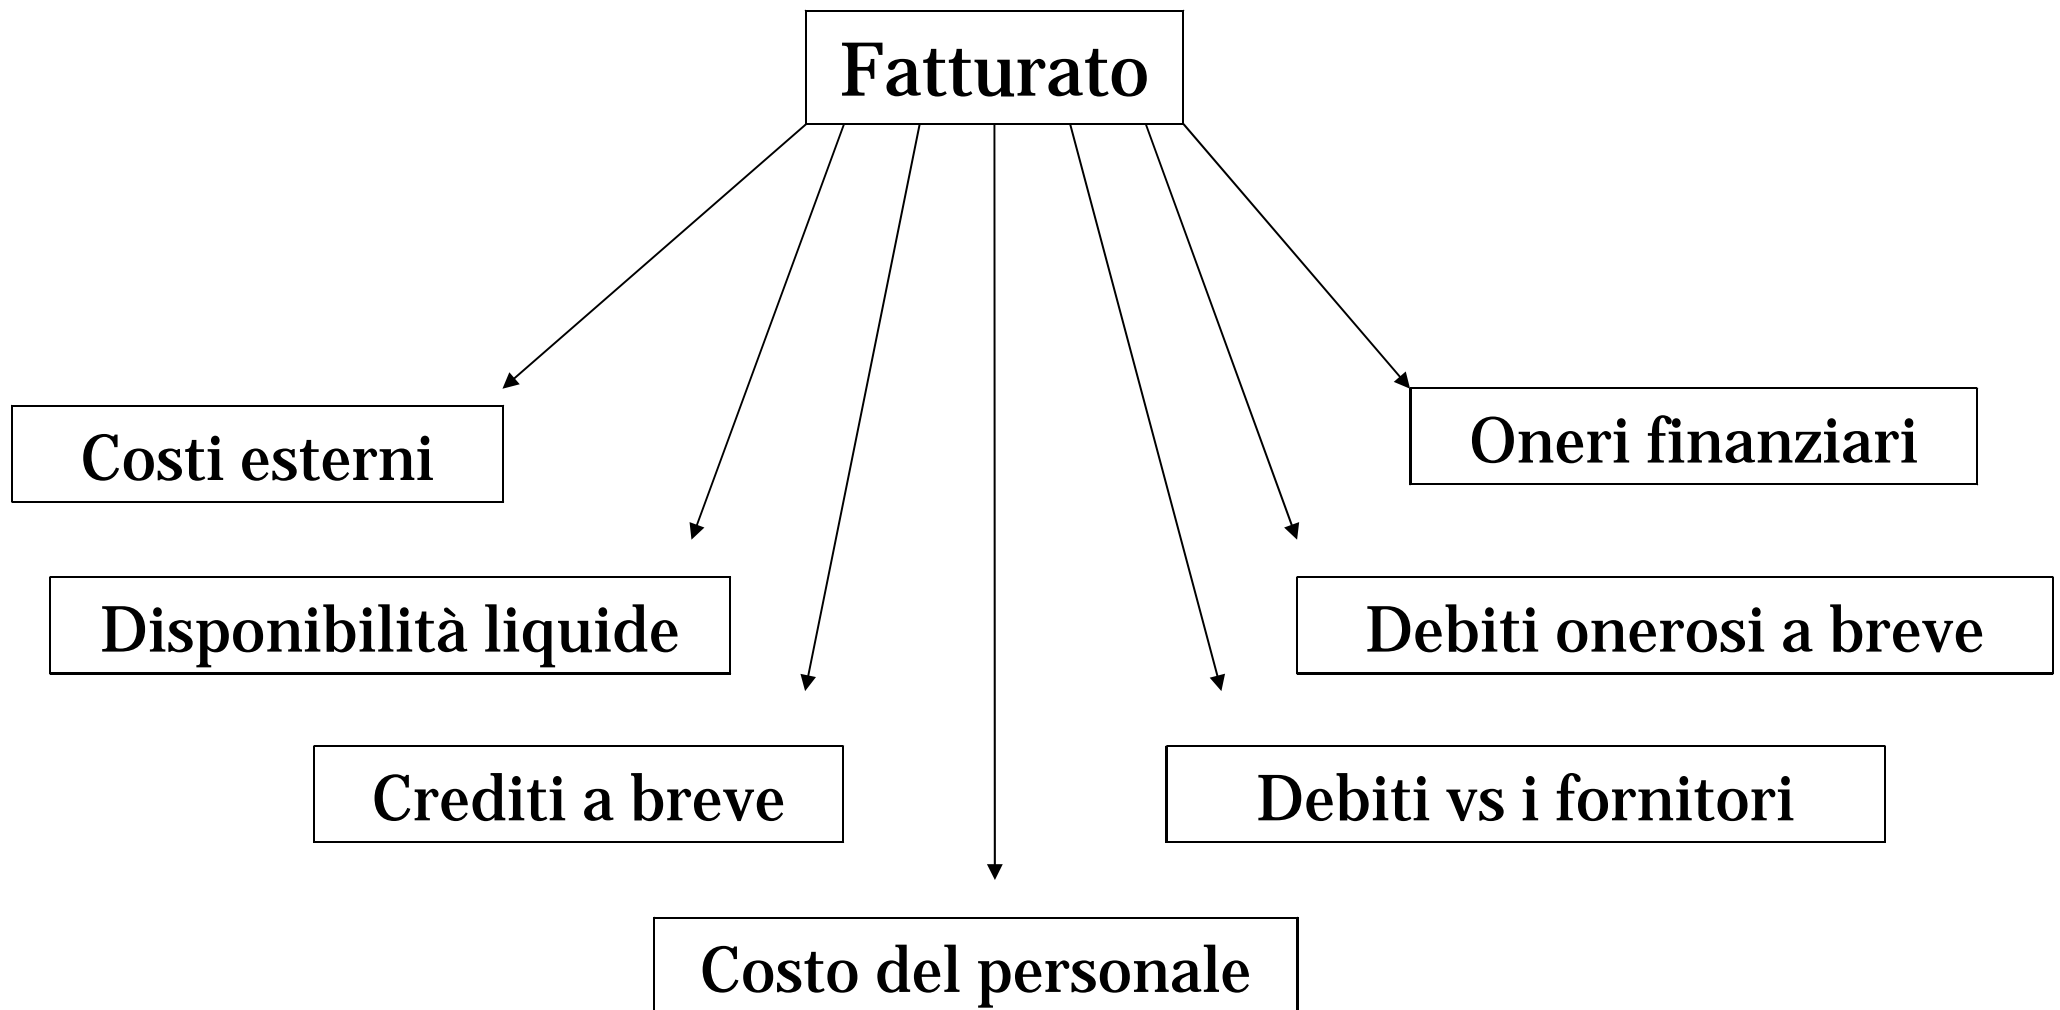 Fatturato
Costi esterni
Oneri finanziari
Disponibilità liquide
Debiti onerosi a breve
Crediti a breve
Debiti vs i fornitori
Costo del personale